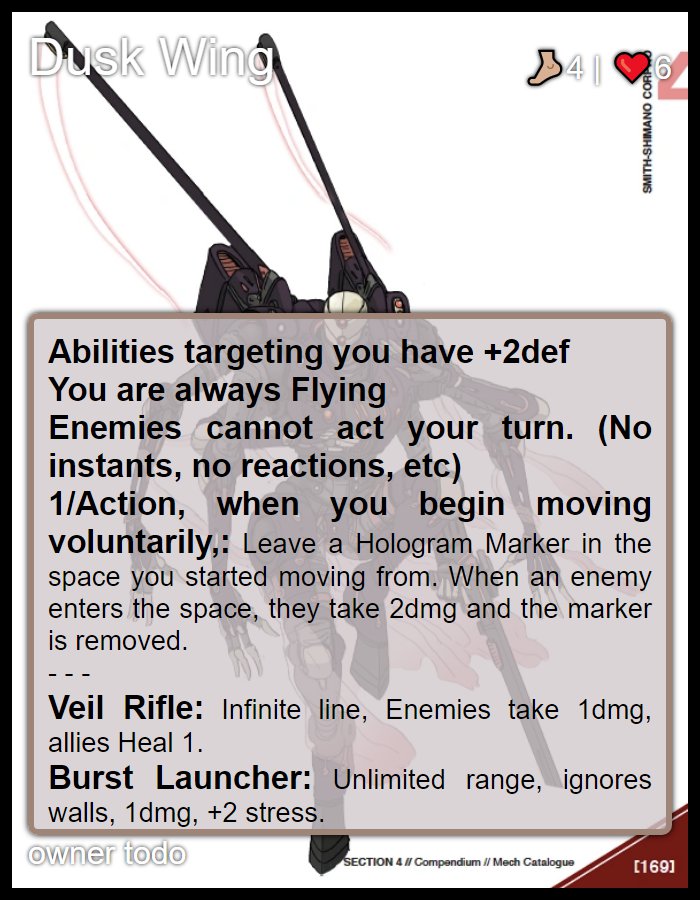 Dusk Wing
4 | 6
SMITH-SHIMANO CORPRO
4
Abilities targeting you have +2def
You are always Flying
Enemies cannot act your turn. (No
instants, no reactions, etc)
1/Action, when you begin moving
voluntarily,: Leave a Hologram Marker in the
space you started moving from. When an enemy
enters the space, they take 2dmg and the marker
is removed.
- - -
Veil Rifle: Infinite line, Enemies take 1dmg,
allies Heal 1.
Burst Launcher: Unlimited range, ignores
walls, 1dmg, +2 stress.
owner todo
SECTION 4 // Compendium // Mech Catalogue
[169]